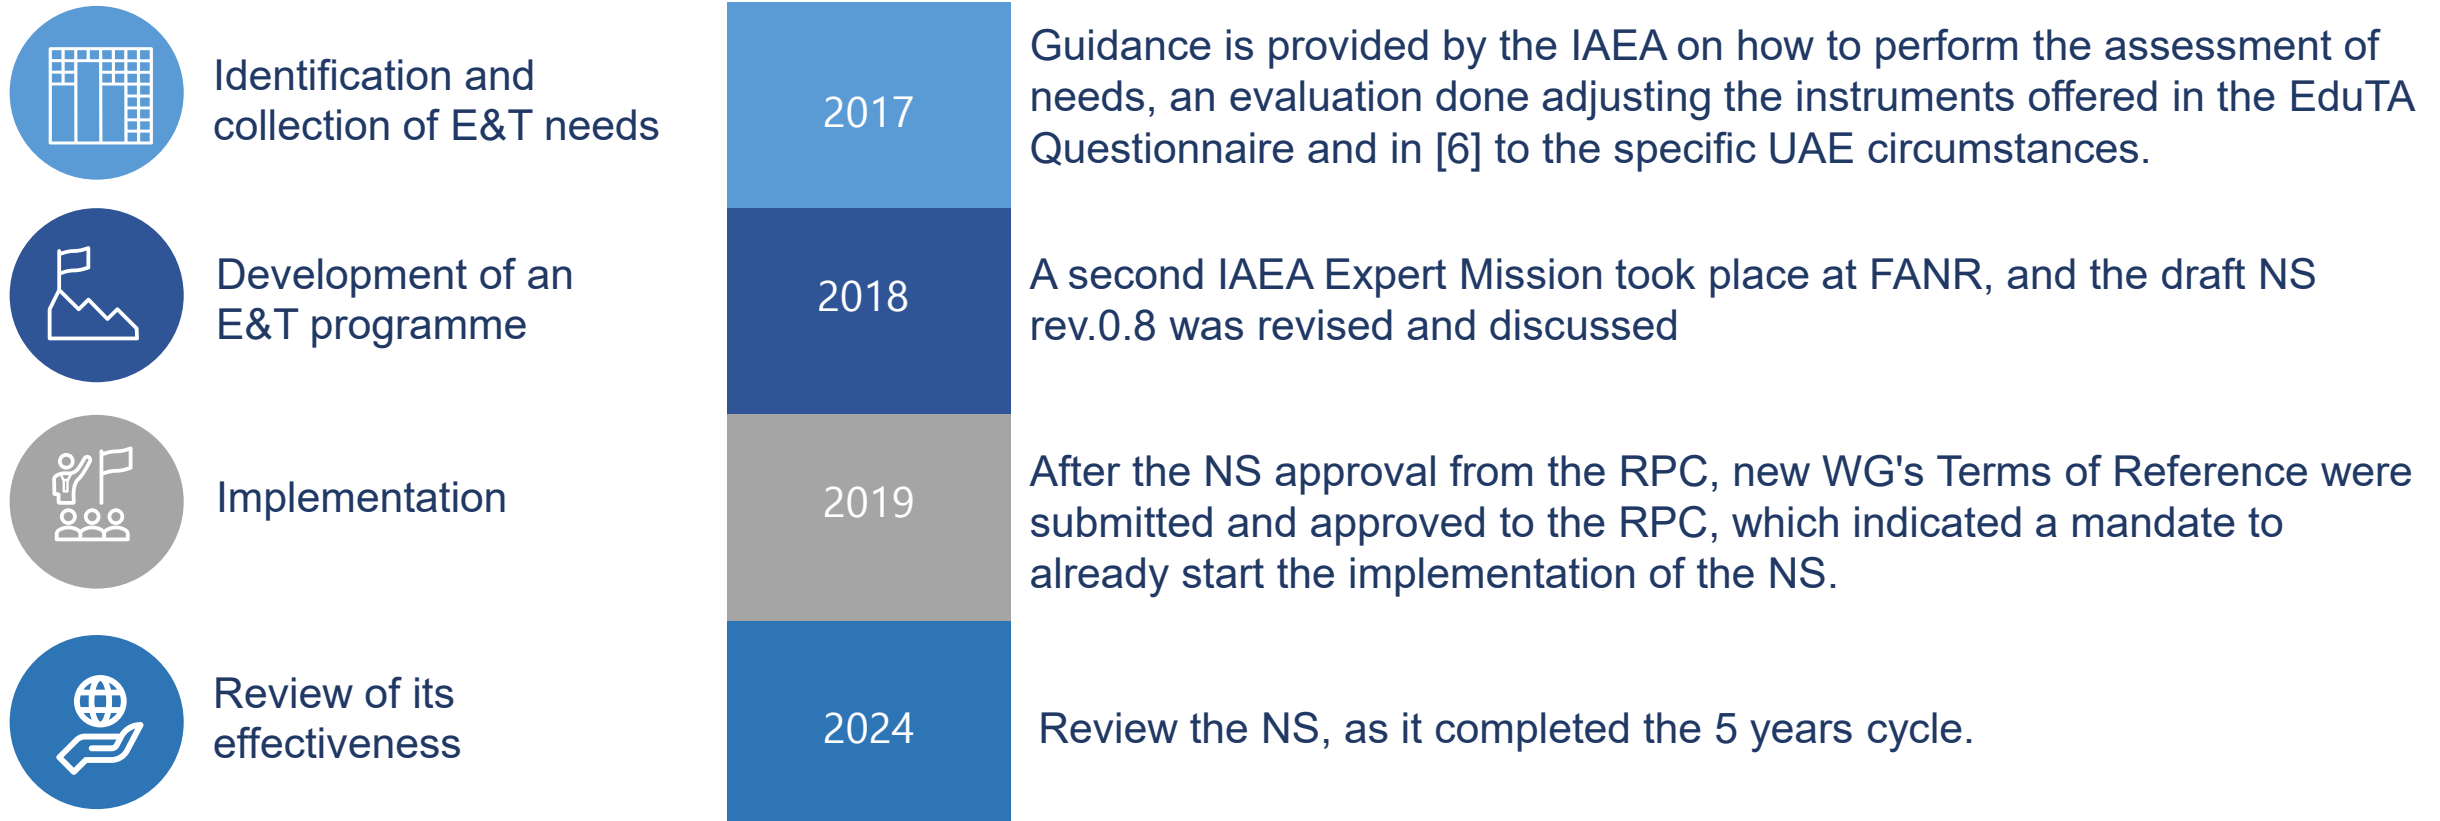 Identification and
collection of E&T needs
2017
Guidance is provided by the IAEA on how to perform the assessment of
needs, an evaluation done adjusting the instruments offered in the EduTA
Questionnaire and in [6] to the specific UAE circumstances.
Development of an
E&T programme
2018
A second IAEA Expert Mission took place at FANR, and the draft NS
rev.0.8 was revised and discussed
Implementation
2019
After the NS approval from the RPC, new WG's Terms of Reference were
submitted and approved to the RPC, which indicated a mandate to
already start the implementation of the NS.
Review of its
effectiveness
2024
Review the NS, as it completed the 5 years cycle.